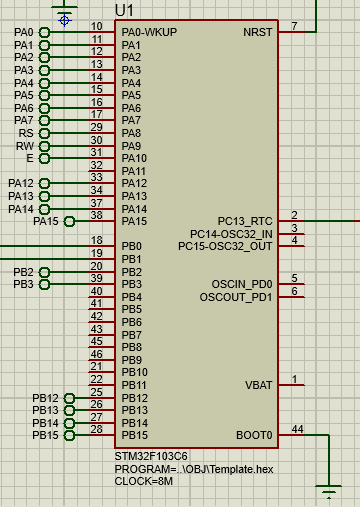 U1
PA0 10 PA0-WKUP NRST 7
PA1 11 PA1
PA2 12 PA2
PA3 13 PA3
PA4 14 PA4
PA5 15 PA5
PA6 16 PA6
PA7 17 PA7
RS 29 PA8
RW 30 PA9
E 31 PA10
32 PA11
PA12 33 PA12
PA13 34 PA13
PA14 37 PA14
PA15 38 PA15 PC13_RTC 2
PC14-OSC32_IN 3
18 PB0 PC15-OSC32_OUT 4
19 PB1
PB2 20 PB2
PB3 39 PB3 OSCIN_PD0 5
40 PB4 OSCOUT_PD1 6
41 PB5
42 PB6
43 PB7
45 PB8
46 PB9
21 PB10
22 PB11 VBAT 1
PB12 25 PB12
PB13 26 PB13
PB14 27 PB14
PB15 28 PB15 BOOT0 44
STM32F103C6
PROGRAM=..\OBJ\Template.hex
CLOCK=8M